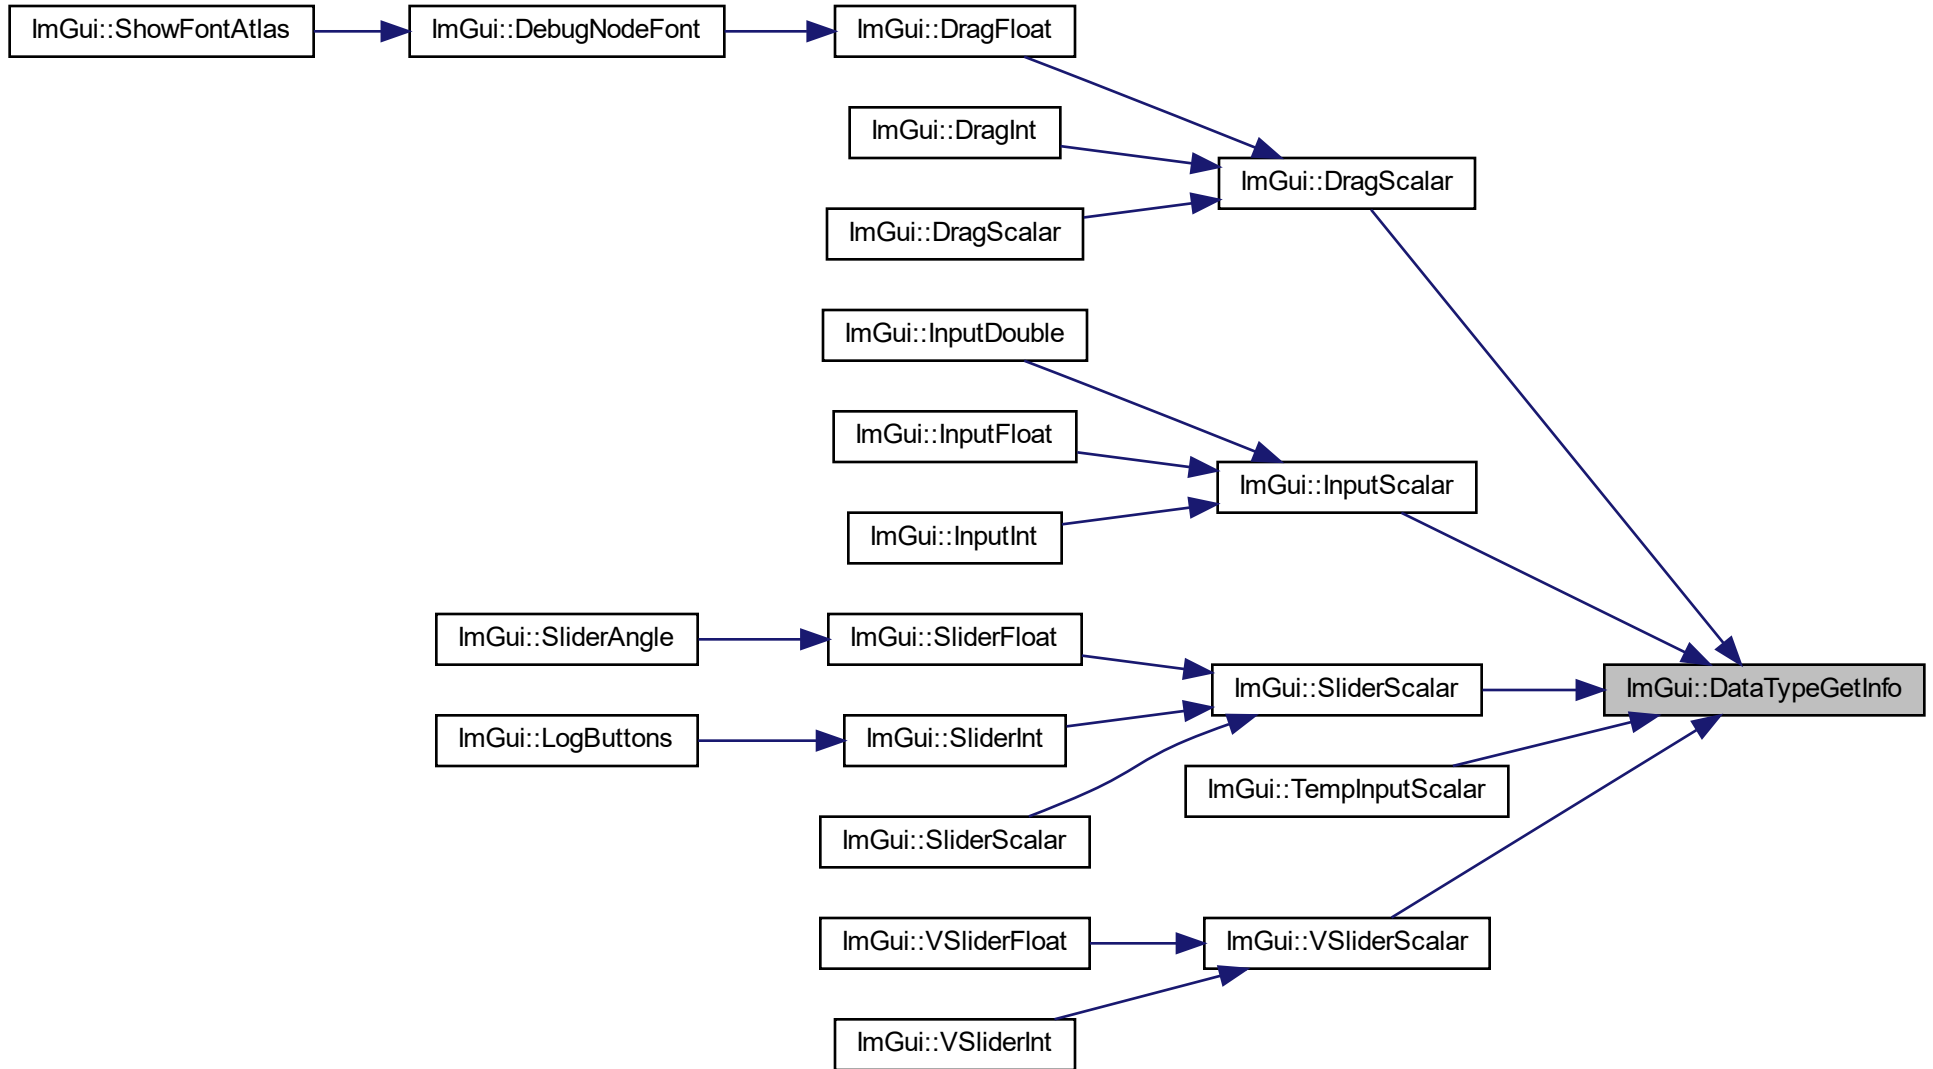 ImGui::ShowFontAtlas
ImGui::DebugNodeFont
ImGui::DragFloat
ImGui::DragInt
ImGui::DragScalar
ImGui::DragScalar
ImGui::InputDouble
ImGui::InputFloat
ImGui::InputScalar
ImGui::InputInt
ImGui::SliderAngle
ImGui::SliderFloat
ImGui::SliderScalar
ImGui::DataTypeGetInfo
ImGui::LogButtons
ImGui::SliderInt
ImGui::TempInputScalar
ImGui::SliderScalar
ImGui::VSliderFloat
ImGui::VSliderScalar
ImGui::VSliderInt